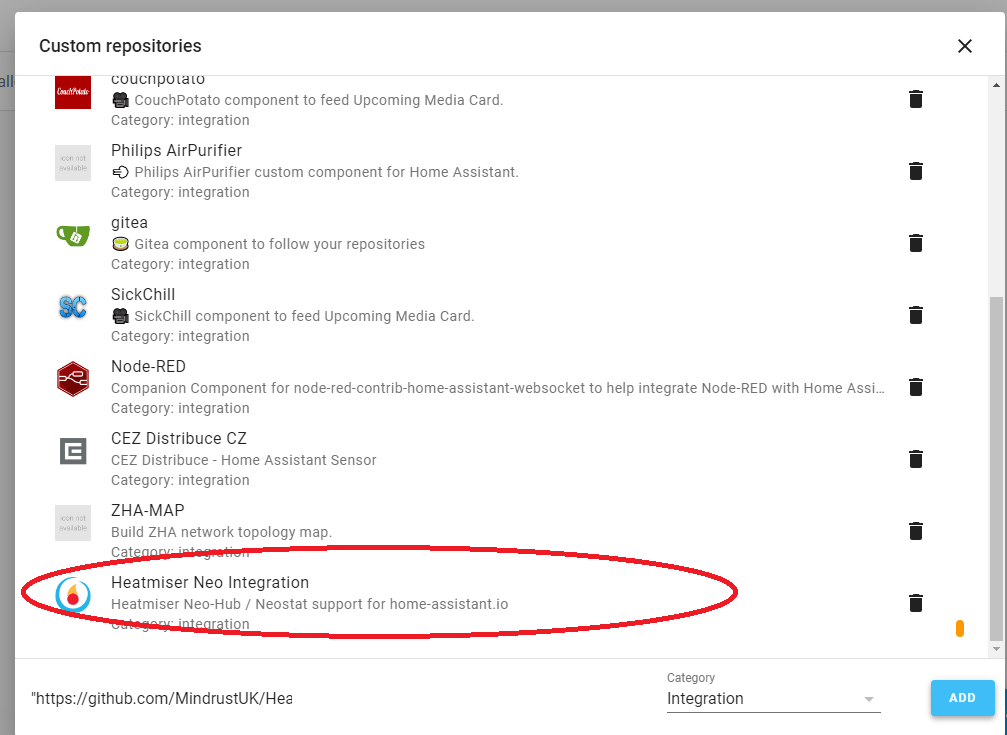 Custom repositories
alle
couchpotato
CouchPotato
CouchPotato component to feed Upcoming Media Card.
Category: integration
Philips AirPurifier
icon not
available
Philips AirPurifier custom component for Home Assistant.
Category: integration
gitea
Gitea component to follow your repositories
Category: integration
SickChill
SC
SickChill component to feed Upcoming Media Card.
Category: integration
Node-RED
Companion Component for node-red-contrib-home-assistant-websocket to help integrate Node-RED with Home Assi…
Category: integration
CEZ Distribuce CZ
CEZ Distribuce - Home Assistant Sensor
Category: integration
ZHA-MAP
icon not
available
Build ZHA network topology map.
Category: integration
Heatmiser Neo Integration
Heatmiser Neo-Hub / Neostat support for home-assistant.io
Category: integration
Category
"https://github.com/MindrustUK/Hea
Integration
ADD